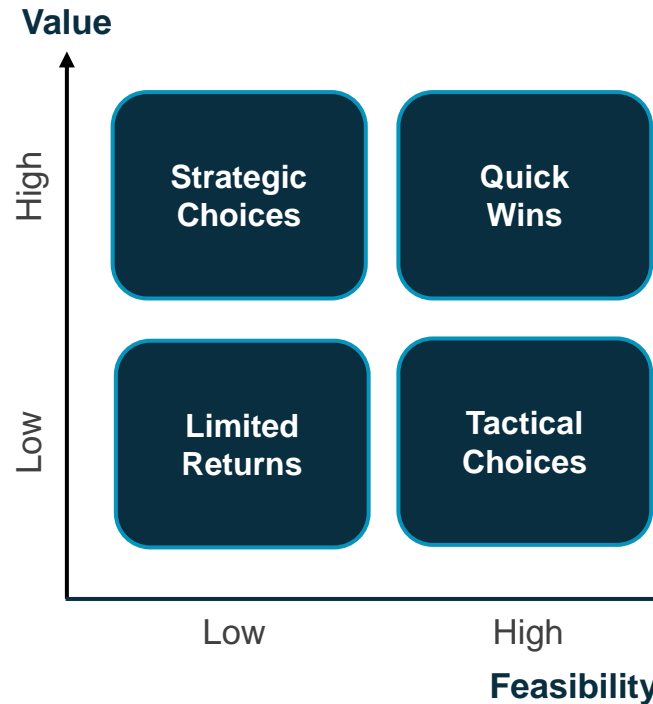 Value
High
Strategic
Choices
Quick
Wins
Low
Limited
Returns
Tactical
Choices
Low
High
Feasibility